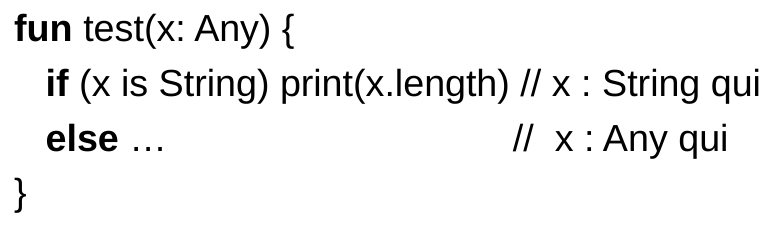 fun test(x: Any) {
if (x is String) print(x.length) // x : String qui
else … // x : Any qui
}